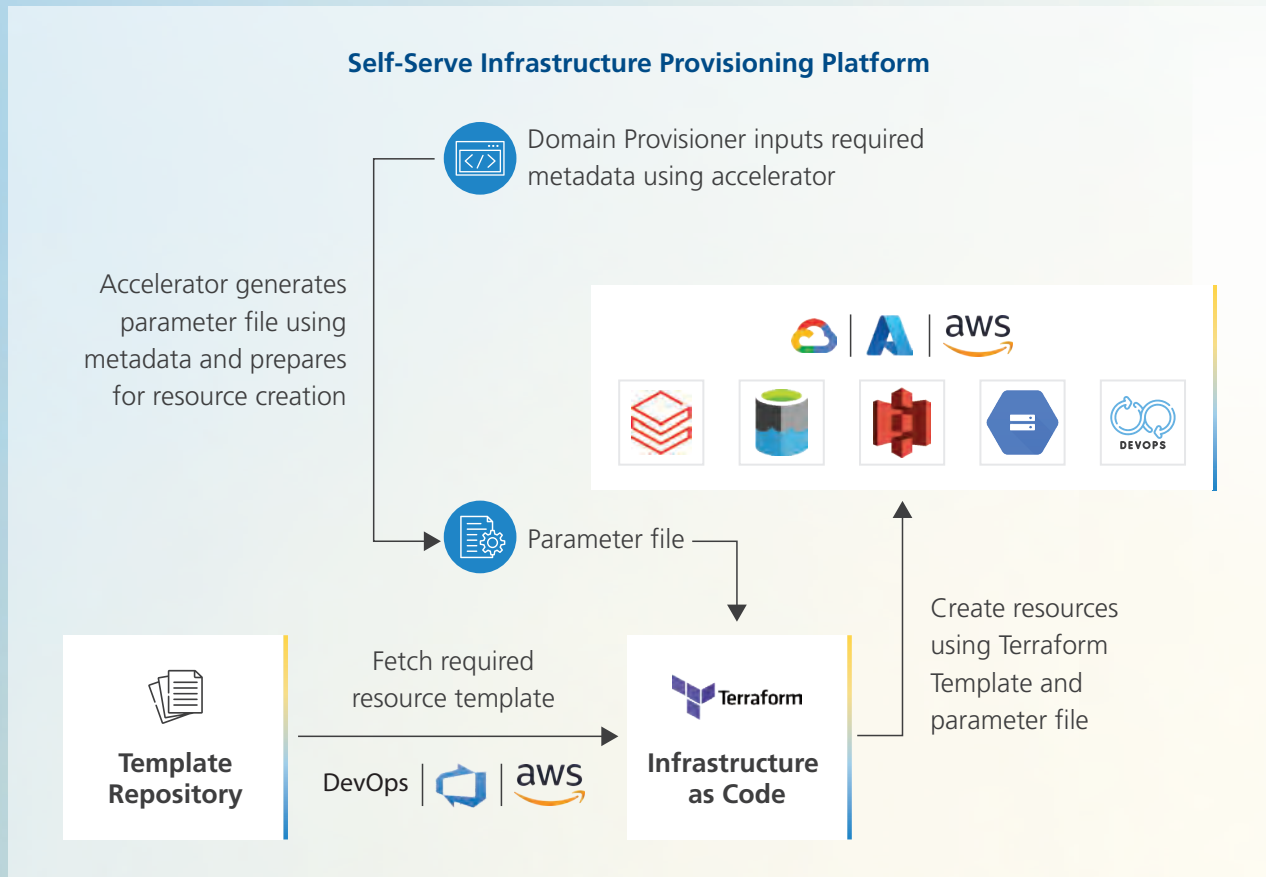 Self-Serve Infrastructure Provisioning Platform
</>
Domain Provisioner inputs required
metadata using accelerator
Accelerator generates
parameter file using
metadata and prepares
for resource creation
aws
DEVOPS
Parameter file
Create resources
using Terraform
Template and
parameter file
Fetch required
resource template
DevOps
aws
Template
Repository
Terraform
Infrastructure
as Code